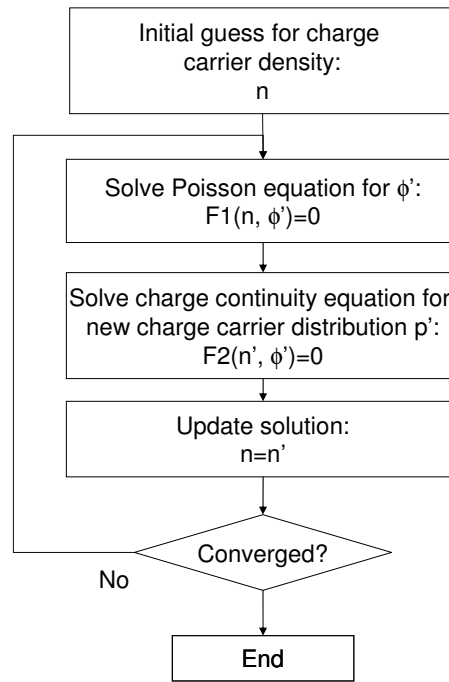 Initial guess for charge
carrier density:
n
Solve Poisson equation for ϕ’:
F1(n, ϕ’)=0
Solve charge continuity equation for
new charge carrier distribution p’:
F2(n’, ϕ’)=0
Update solution:
n=n’
Converged?
No
End